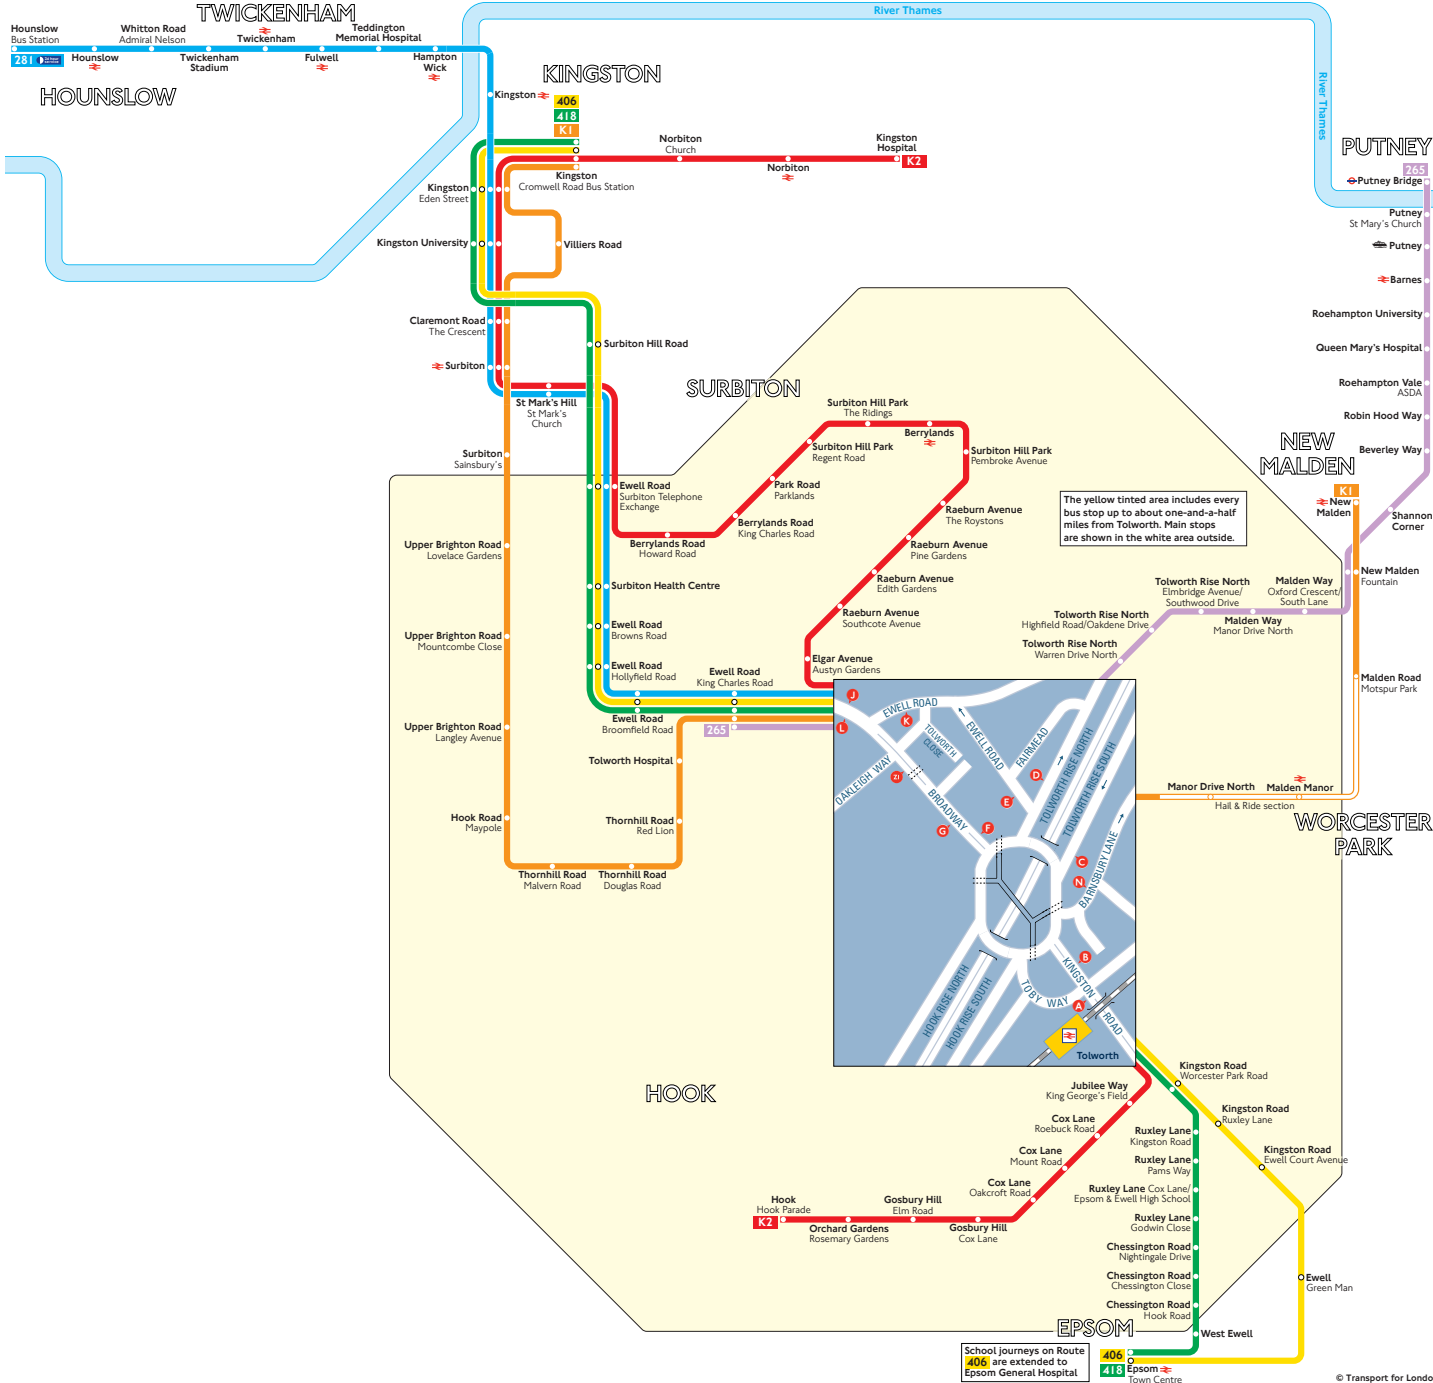 TWICKENHAM
River Thames
Hounslow
Bus Station
281
24 hour
service
Hounslow
Whitton Road
Admiral Nelson
Twickenham
Stadium
Twickenham
Fulwell
Teddington
Memorial Hospital
Hampton
Wick
HOUNSLOW
KINGSTON
Kingston
406
418
K1
River Thames
Norbiton
Church
Norbiton
Kingston
Hospital
K2
Kingston
Cromwell Road Bus Station
Kingston
Eden Street
Kingston University
Villiers Road
PUTNEY
265
Putney Bridge
Putney
St Mary's Church
Putney
Barnes
Roehampton University
Queen Mary's Hospital
Roehampton Vale
ASDA
Robin Hood Way
Beverley Way
Claremont Road
The Crescent
Surbiton
Surbiton Hill Road
SURBITON
St Mark's Hill
St Mark's
Church
Surbiton
Sainsbury's
Ewell Road
Surbiton Telephone
Exchange
Surbiton Hill Park
The Ridings
Berrylands
Surbiton Hill Park
Regent Road
Surbiton Hill Park
Pembroke Avenue
Park Road
Parklands
Berrylands Road
King Charles Road
Berrylands Road
Howard Road
Raeburn Avenue
The Roystons
Raeburn Avenue
Pine Gardens
Raeburn Avenue
Edith Gardens
Raeburn Avenue
Southcote Avenue
Elgar Avenue
Austyn Gardens
The yellow tinted area includes every
bus stop up to about one-and-a-half
miles from Tolworth. Main stops
are shown in the white area outside.
NEW
MALDEN
K1
New
Malden
Shannon
Corner
New Malden
Fountain
Malden Way
Oxford Crescent/
South Lane
Tolworth Rise North
Elmbridge Avenue/
Southwood Drive
Malden Way
Manor Drive North
Tolworth Rise North
Highfield Road/Oakdene Drive
Tolworth Rise North
Warren Drive North
Malden Road
Motspur Park
Manor Drive North
Malden Manor
Hail & Ride section
WORCESTER
PARK
Upper Brighton Road
Lovelace Gardens
Upper Brighton Road
Mountcombe Close
Upper Brighton Road
Langley Avenue
Hook Road
Maypole
Surbiton Health Centre
Ewell Road
Browns Road
Ewell Road
Hollyfield Road
Ewell Road
King Charles Road
Ewell Road
Broomfield Road
265
Tolworth Hospital
Thornhill Road
Red Lion
Thornhill Road
Malvern Road
Thornhill Road
Douglas Road
J
L
K
EWELL ROAD
TOLWORTH
CLOSE
EWELL ROAD
FAIRMEAD
TOLWORTH RISE NORTH
TOLWORTH RISE SOUTH
OAKLEIGH WAY
ZJ
BROADWAY
D
E
F
G
C
N
BARNSBURY LANE
B
KINGSTON
ROAD
TOBY WAY
HOOK RISE NORTH
HOOK RISE SOUTH
A
Tolworth
HOOK
Jubilee Way
King George's Field
Cox Lane
Roebuck Road
Cox Lane
Mount Road
Cox Lane
Oakcroft Road
Gosbury Hill
Cox Lane
Gosbury Hill
Elm Road
Orchard Gardens
Rosemary Gardens
Hook
Hook Parade
K2
Kingston Road
Worcester Park Road
Kingston Road
Ruxley Lane
Kingston Road
Ewell Court Avenue
Ruxley Lane
Kingston Road
Ruxley Lane
Pams Way
Ruxley Lane Cox Lane/
Epsom & Ewell High School
Ruxley Lane
Godwin Close
Chessington Road
Nightingale Drive
Chessington Road
Chessington Close
Chessington Road
Hook Road
Ewell
Green Man
West Ewell
EPSOM
School journeys on Route
406 are extended to
Epsom General Hospital
406
418
Epsom
Town Centre
© Transport for Londo